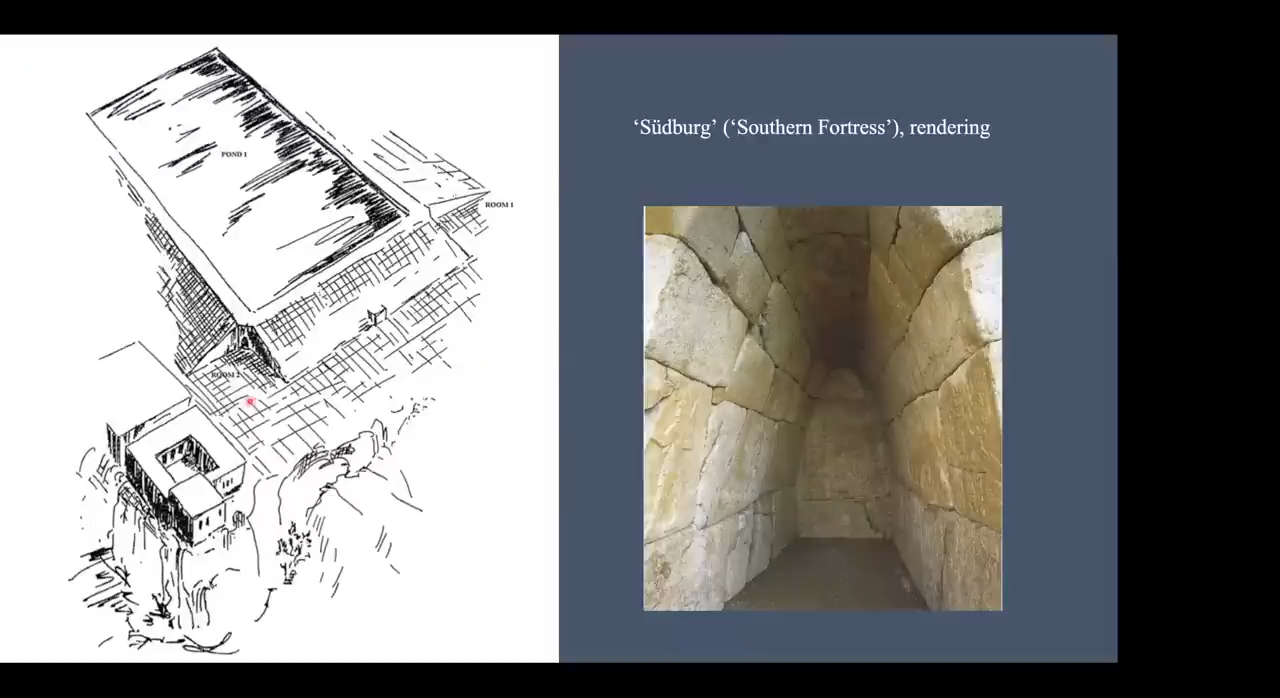 POND 1
ROOM 1
ROOM 2
‘Südburg’ (‘Southern Fortress’), rendering